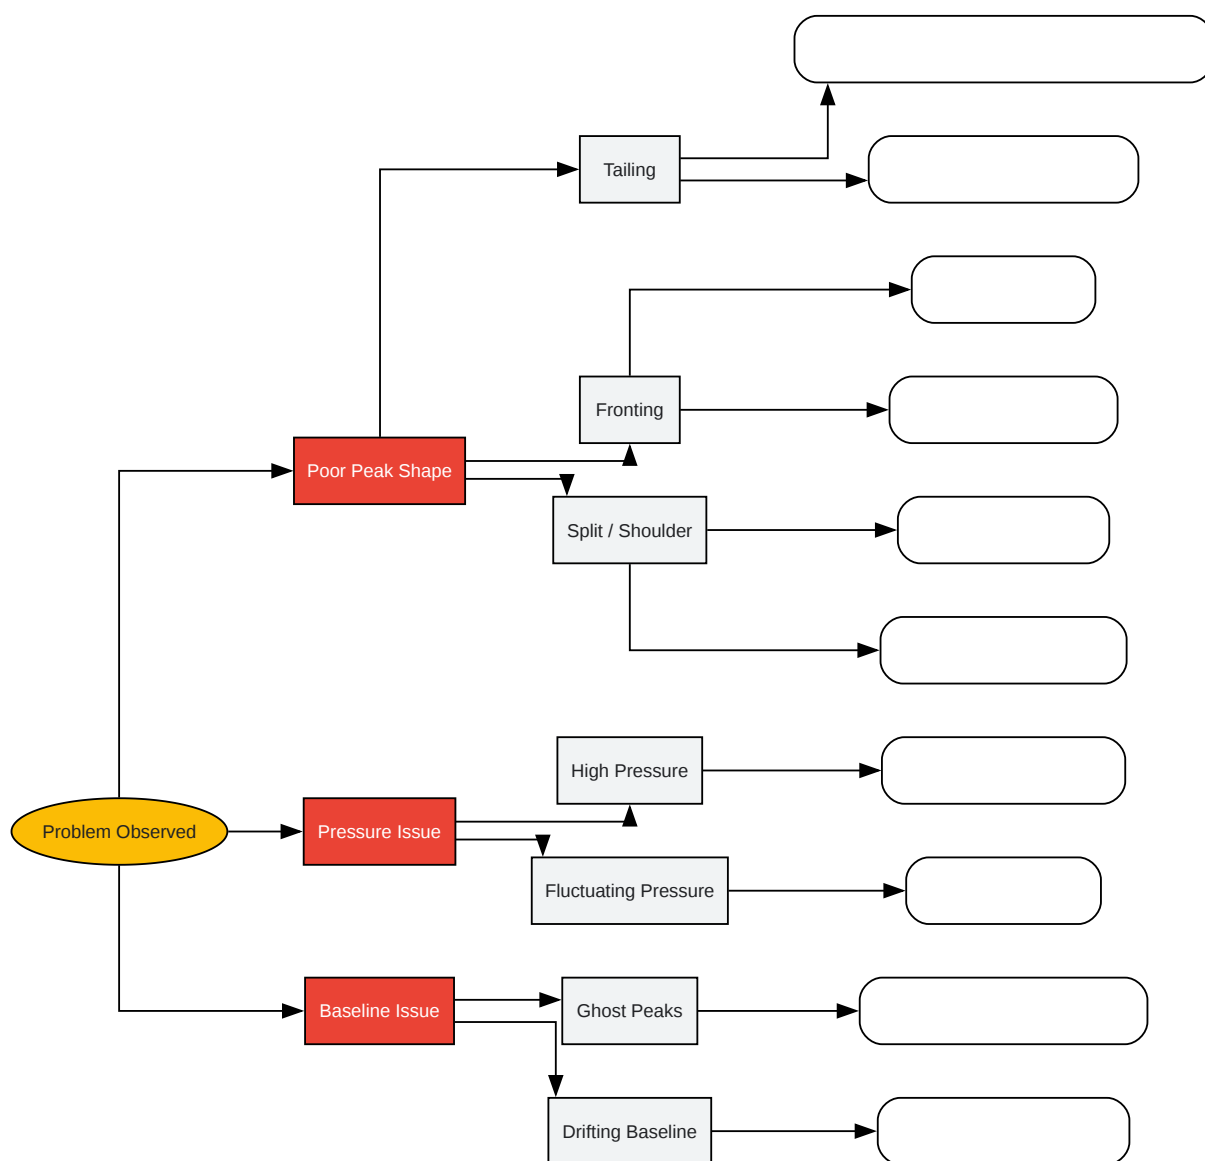 Tailing
Fronting
Poor Peak Shape
Split / Shoulder
High Pressure
Problem Observed
Pressure Issue
Fluctuating Pressure
Baseline Issue
Ghost Peaks
Drifting Baseline